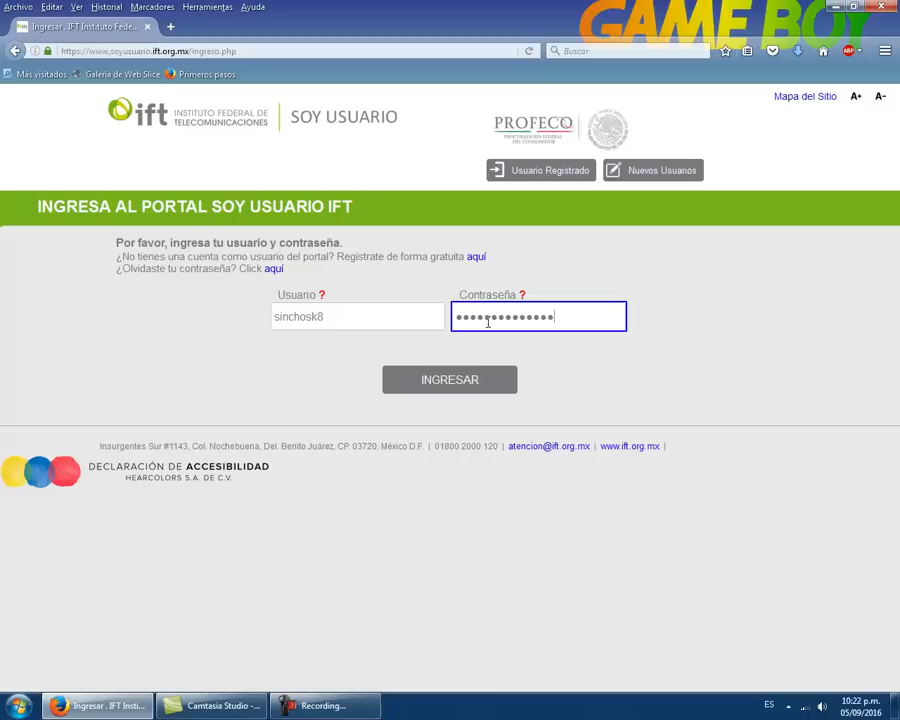 Archivo Editar Ver Historial Marcadores Herramientas Ayuda
GAME BOY
Ingresar . IFT Instituto Fede...
https://www.soyusuario.ift.org.mx/ingreso.php
Buscar
ABP
Más visitados Galería de Web Slice Primeros pasos
Mapa del Sitio A+ A-
ift INSTITUTO FEDERAL DE TELECOMUNICACIONES SOY USUARIO
PROFECO
PROCURADURÍA FEDERAL
DEL CONSUMIDOR
Usuario Registrado Nuevos Usuarios
INGRESA AL PORTAL SOY USUARIO IFT
Por favor, ingresa tu usuario y contraseña.
¿No tienes una cuenta como usuario del portal? Regístrate de forma gratuita aquí
¿Olvidaste tu contraseña? Click aquí
Usuario ? Contraseña ?
sinchosk8 ••••••••••••••
INGRESAR
Insurgentes Sur #1143, Col. Nochebuena, Del. Benito Juárez, CP. 03720, México D.F. | 01800 2000 120 | atencion@ift.org.mx | www.ift.org.mx |
DECLARACIÓN DE ACCESIBILIDAD
HEARCOLORS S.A. DE C.V.
Ingresar . IFT Insti... Camtasia Studio -... Recording... ES 10:22 p.m.
05/09/2016